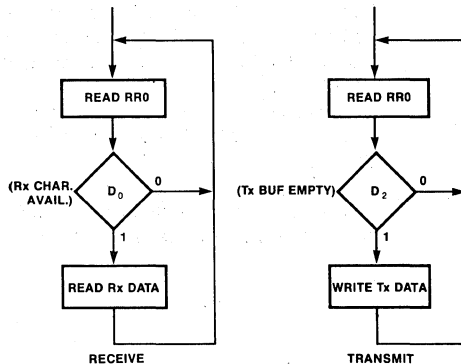 READ RR0
(Rx CHAR.
AVAIL.)
D0
0
1
READ Rx DATA
RECEIVE
READ RR0
(Tx BUF EMPTY)
D2
0
1
WRITE Tx DATA
TRANSMIT